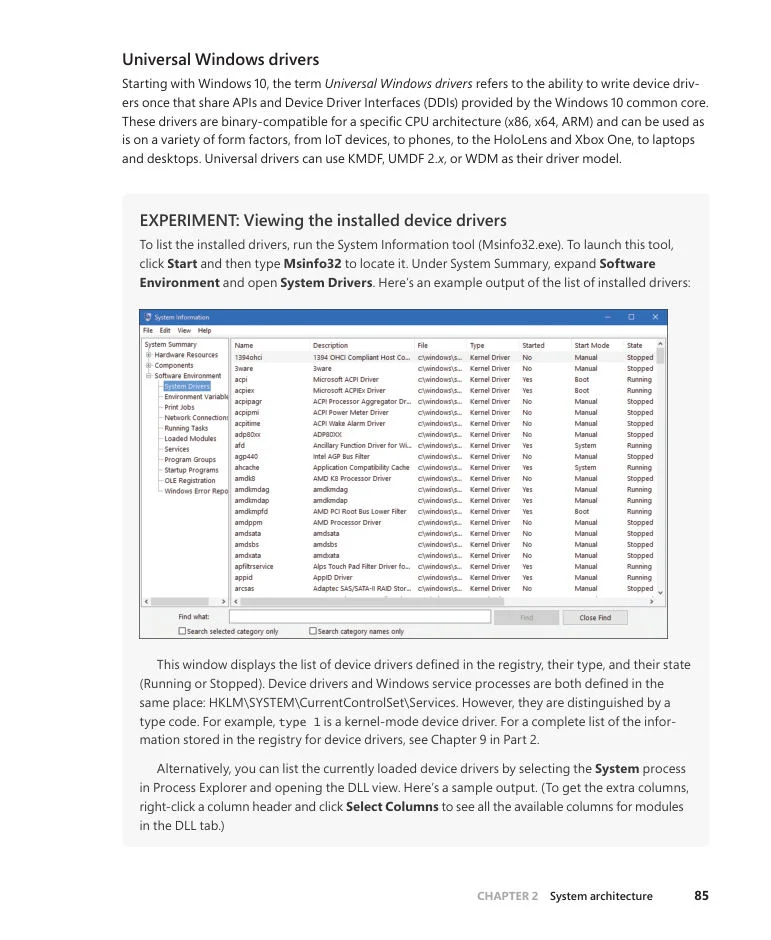 Universal Windows drivers
Starting with Windows 10, the term Universal Windows drivers refers to the ability to write device driv-
ers once that share APIs and Device Driver Interfaces (DDIs) provided by the Windows 10 common core.
These drivers are binary-compatible for a specific CPU architecture (x86, x64, ARM) and can be used as
is on a variety of form factors, from IoT devices, to phones, to the HoloLens and Xbox One, to laptops
and desktops. Universal drivers can use KMDF, UMDF 2.x, or WDM as their driver model.
EXPERIMENT: Viewing the installed device drivers
To list the installed drivers, run the System Information tool (Msinfo32.exe). To launch this tool,
click Start and then type Msinfo32 to locate it. Under System Summary, expand Software
Environment and open System Drivers. Here's an example output of the list of installed drivers:
System Information
File Edit View Help
System Summary
Hardware Resources
Components
Software Environment
System Drivers
Environment Variable
Print Jobs
Network Connections
Running Tasks
Loaded Modules
Services
Program Groups
Startup Programs
OLE Registration
Windows Error Repo
Name Description File Type Started Start Mode State
1394ohci 1394 OHCI Compliant Host Co... c:\windows\s... Kernel Driver No Manual Stopped
3ware 3ware c:\windows\s... Kernel Driver No Manual Stopped
acpi Microsoft ACPI Driver c:\windows\s... Kernel Driver Yes Boot Running
acpiex Microsoft ACPIEx Driver c:\windows\s... Kernel Driver Yes Boot Running
acpipagr ACPI Processor Aggregator Dr... c:\windows\s... Kernel Driver No Manual Stopped
acpipmi ACPI Power Meter Driver c:\windows\s... Kernel Driver No Manual Stopped
acpitime ACPI Wake Alarm Driver c:\windows\s... Kernel Driver No Manual Stopped
adp80xx ADP80XX c:\windows\s... Kernel Driver No Manual Stopped
afd Ancillary Function Driver for Wi... c:\windows\s... Kernel Driver Yes System Running
agp440 Intel AGP Bus Filter c:\windows\s... Kernel Driver No Manual Stopped
ahcache Application Compatibility Cache c:\windows\s... Kernel Driver Yes System Running
amdk8 AMD K8 Processor Driver c:\windows\s... Kernel Driver No Manual Stopped
amdkmdag amdkmdag c:\windows\s... Kernel Driver Yes Manual Running
amdkmdap amdkmdap c:\windows\s... Kernel Driver Yes Manual Running
amdkmpfd AMD PCI Root Bus Lower Filter c:\windows\s... Kernel Driver Yes Boot Running
amdppm AMD Processor Driver c:\windows\s... Kernel Driver No Manual Stopped
amdsata amdsata c:\windows\s... Kernel Driver No Manual Stopped
amdsbs amdsbs c:\windows\s... Kernel Driver No Manual Stopped
amdxata amdxata c:\windows\s... Kernel Driver No Manual Stopped
apfiltrservice Alps Touch Pad Filter Driver fo... c:\windows\s... Kernel Driver Yes Manual Running
appid AppID Driver c:\windows\s... Kernel Driver No Manual Stopped
arcsas Adaptec SAS/SATA-II RAID Stor... c:\windows\s... Kernel Driver No Manual Stopped
Find what: Find Close Find
Search selected category only Search category names only
This window displays the list of device drivers defined in the registry, their type, and their state
(Running or Stopped). Device drivers and Windows service processes are both defined in the
same place: HKLM\SYSTEM\CurrentControlSet\Services. However, they are distinguished by a
type code. For example, type 1 is a kernel-mode device driver. For a complete list of the infor-
mation stored in the registry for device drivers, see Chapter 9 in Part 2.
Alternatively, you can list the currently loaded device drivers by selecting the System process
in Process Explorer and opening the DLL view. Here's a sample output. (To get the extra columns,
right-click a column header and click Select Columns to see all the available columns for modules
in the DLL tab.)
CHAPTER 2 System architecture 85